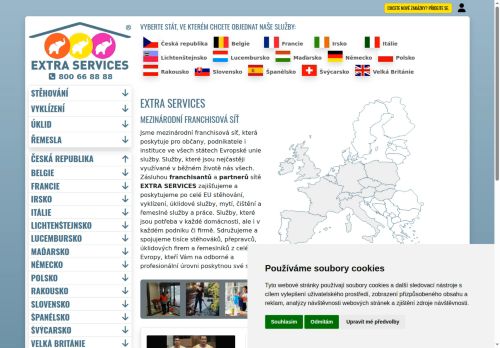 CHCETE NOVÉ ZAKÁZKY? PŘIDEJTE SE.
EXTRA SERVICES
800 66 88 88
STĚHOVÁNÍ
VYKLÍZENÍ
ÚKLID
ŘEMESLA
ČESKÁ REPUBLIKA
BELGIE
FRANCIE
IRSKO
ITÁLIE
LICHTENŠTEJNSKO
LUCEMBURSKO
MAĎARSKO
NĚMECKO
POLSKO
RAKOUSKO
SLOVENSKO
ŠPANĚLSKO
ŠVÝCARSKO
VELKÁ BRITÁNIE
VYBERTE STÁT, VE KTERÉM CHCETE OBJEDNAT NAŠE SLUŽBY:
Česká republika Belgie Francie Irsko Itálie
Lichtenštejnsko Lucembursko Maďarsko Německo Polsko
Rakousko Slovensko Španělsko Švýcarsko Velká Británie
EXTRA SERVICES
MEZINÁRODNÍ FRANCHISOVÁ SÍŤ
Jsme mezinárodní franchisová síť, která
poskytuje pro občany, podnikatele i
instituce ve všech státech Evropské unie
služby. Služby, které jsou nejčastěji
využívané v běžném životě nás všech.
Zásluhou franchisantů a partnerů sítě
EXTRA SERVICES zajišťujeme a
poskytujeme po celé EU stěhování,
vyklízení, úklidové služby, mytí, čištění a
řemeslné služby a práce. Služby, které
jsou potřeba v každé domácnosti, ale i v
každém podniku či firmě. Sdružujeme a
spojujeme tisíce stěhováků, přepravců,
úklidových firem a řemeslníků z celé
Evropy, kteří Vám na odborné a
profesionální úrovni poskytnou své s
Používáme soubory cookies
Tyto webové stránky používají soubory cookies a další sledovací nástroje s
cílem vylepšení uživatelského prostředí, zobrazení přizpůsobeného obsahu a
reklam, analýzy návštěvnosti webových stránek a zjištění zdroje návštěvnosti.
Souhlasím Odmítám Upravit mé předvolby